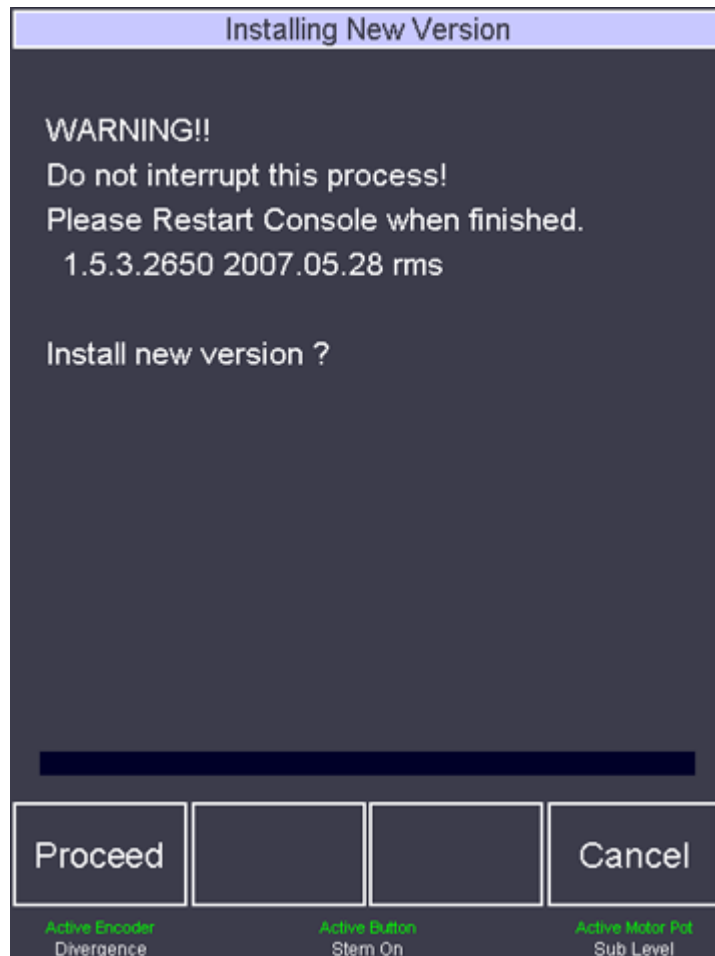 Installing New Version
WARNING!!
Do not interrupt this process!
Please Restart Console when finished.
1.5.3.2650 2007.05.28 rms
Install new version ?
Proceed
Cancel
Active Encoder
Active Button
Active Motor Pot
Divergence
Stem On
Sub Level